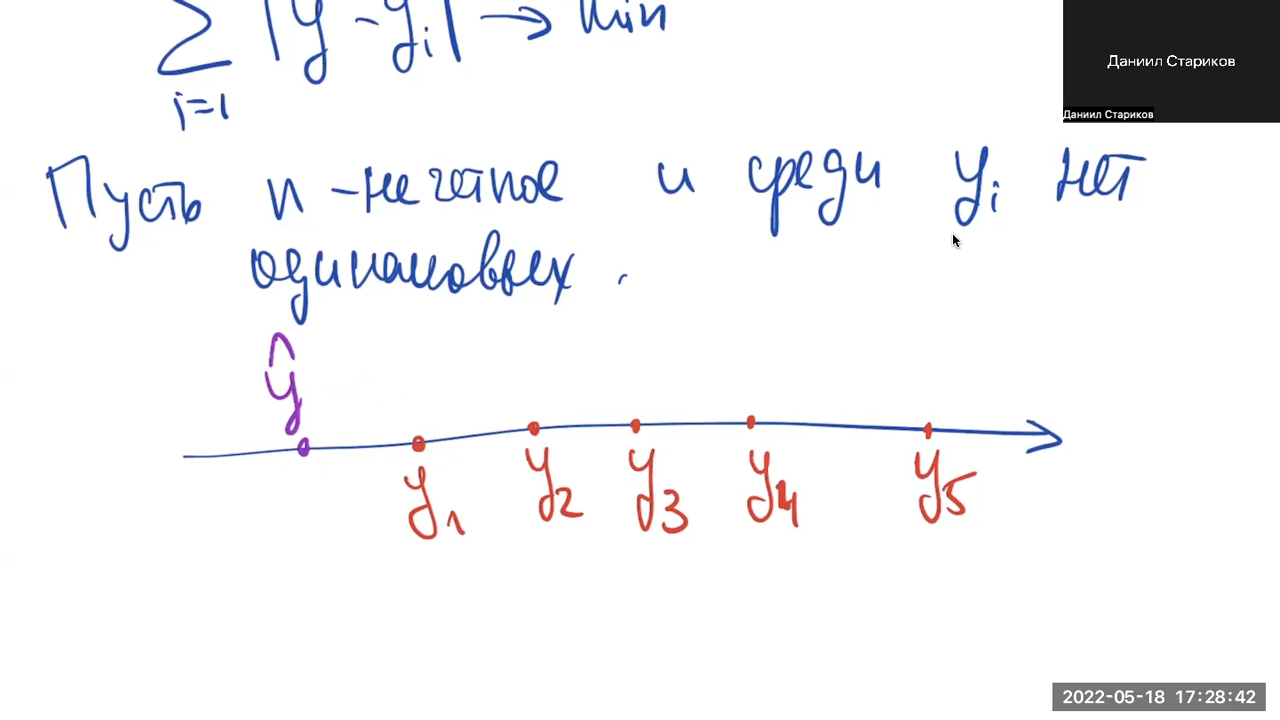 ∑ |ŷ - yᵢ| → min
i=1
Даниил Стариков
Даниил Стариков
Пусть n - нечетное и среди yᵢ нет
одинаковых.
ŷ
y₁ y₂ y₃ y₄ y₅
2022-05-18 17:28:42